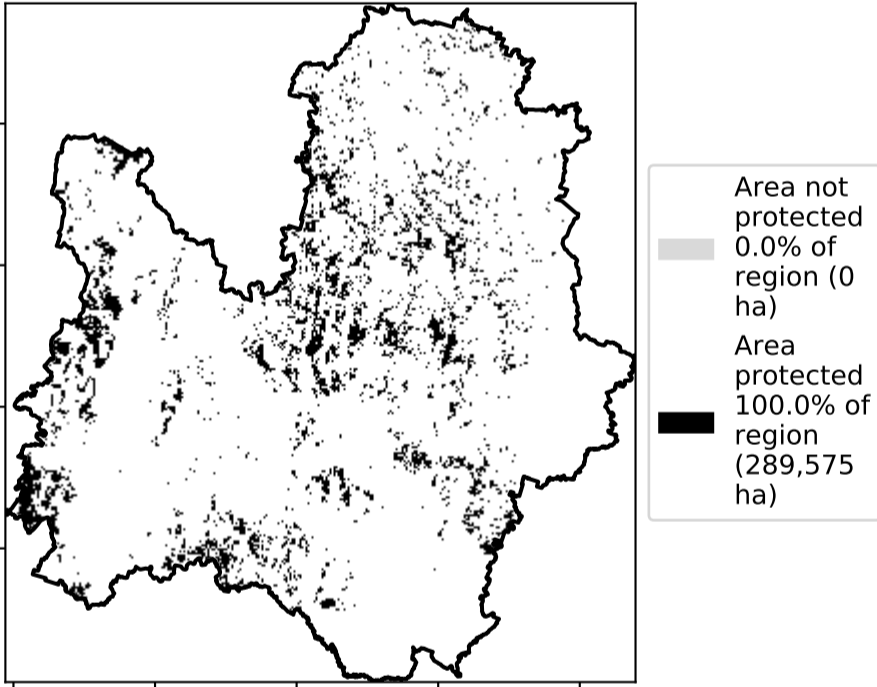 Area not
protected
0.0% of
region (0
ha)
Area
protected
100.0% of
region
(289,575
ha)